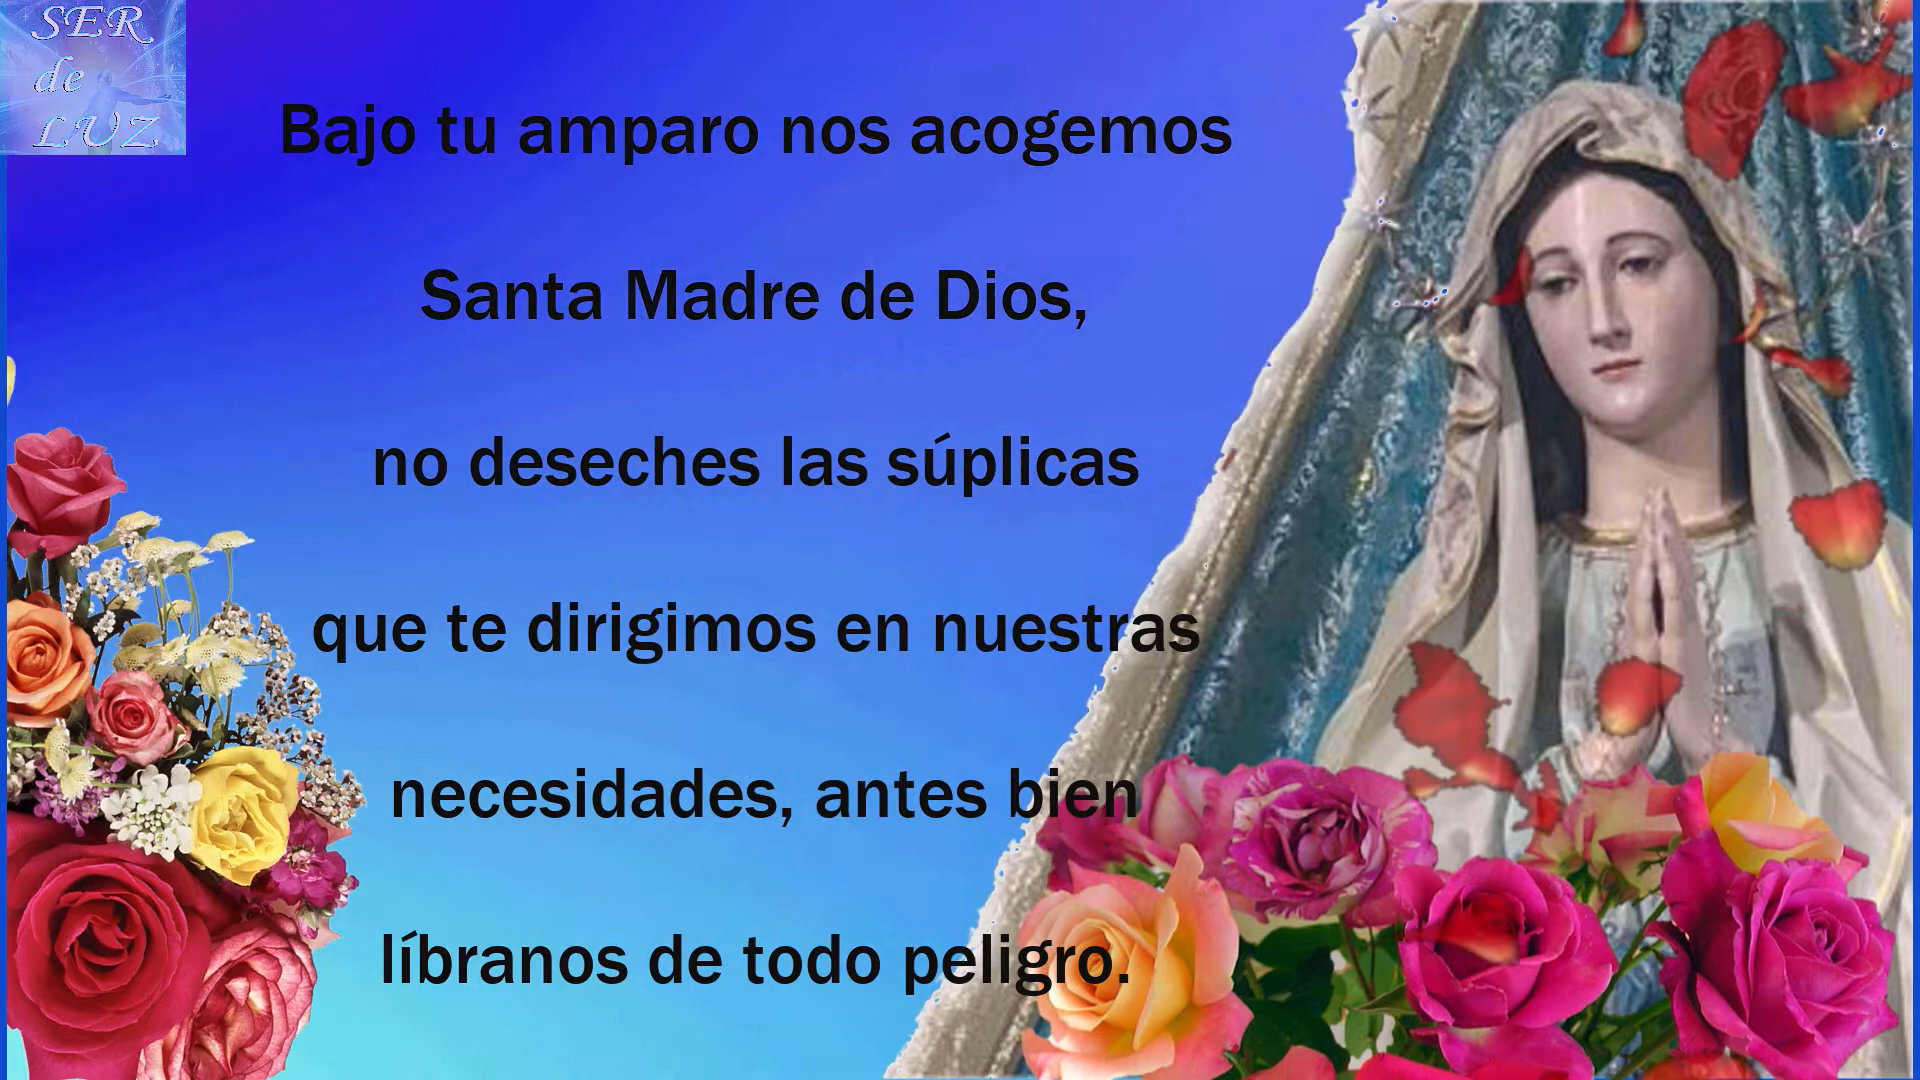 SER
de
LUZ
Bajo tu amparo nos acogemos
Santa Madre de Dios,
no deseches las súplicas
que te dirigimos en nuestras
necesidades, antes bien
líbranos de todo peligro.